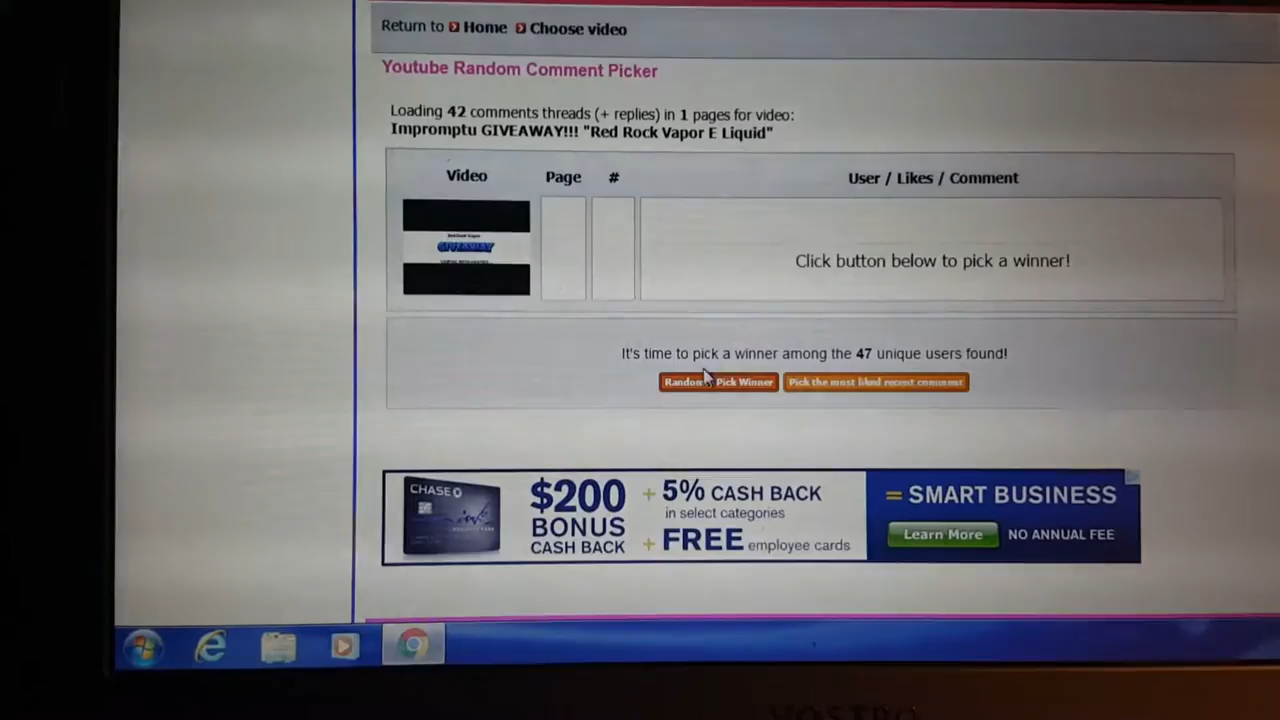 Return to Home Choose video
Youtube Random Comment Picker
Loading 42 comments threads (+ replies) in 1 pages for video:
Impromptu GIVEAWAY!!! "Red Rock Vapor E Liquid"
Video Page # User / Likes / Comment
GIVEAWAY
Click button below to pick a winner!
It's time to pick a winner among the 47 unique users found!
Pick Winner Pick the most liked recent comment
CHASE
$200 BONUS CASH BACK
+ 5% CASH BACK
in select categories
+ FREE employee cards
= SMART BUSINESS
Learn More NO ANNUAL FEE
VOSTRO